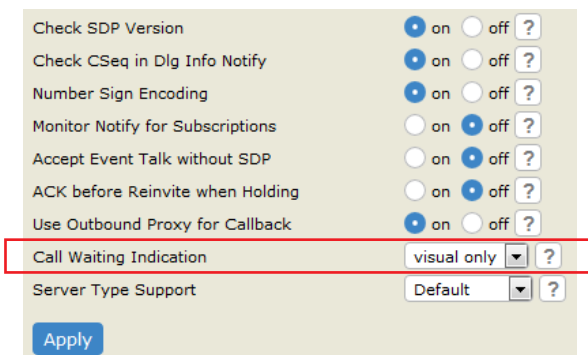 Check SDP Version on off ?
Check CSeq in Dlg Info Notify on off ?
Number Sign Encoding on off ?
Monitor Notify for Subscriptions on off ?
Accept Event Talk without SDP on off ?
ACK before Reinvite when Holding on off ?
Use Outbound Proxy for Callback on off ?
Call Waiting Indication visual only ?
Server Type Support Default ?
Apply